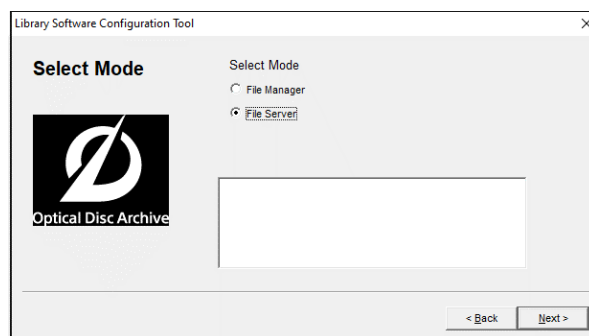 Library Software Configuration Tool
Select Mode
Select Mode
File Manager
File Server
Optical Disc Archive
< Back
Next >